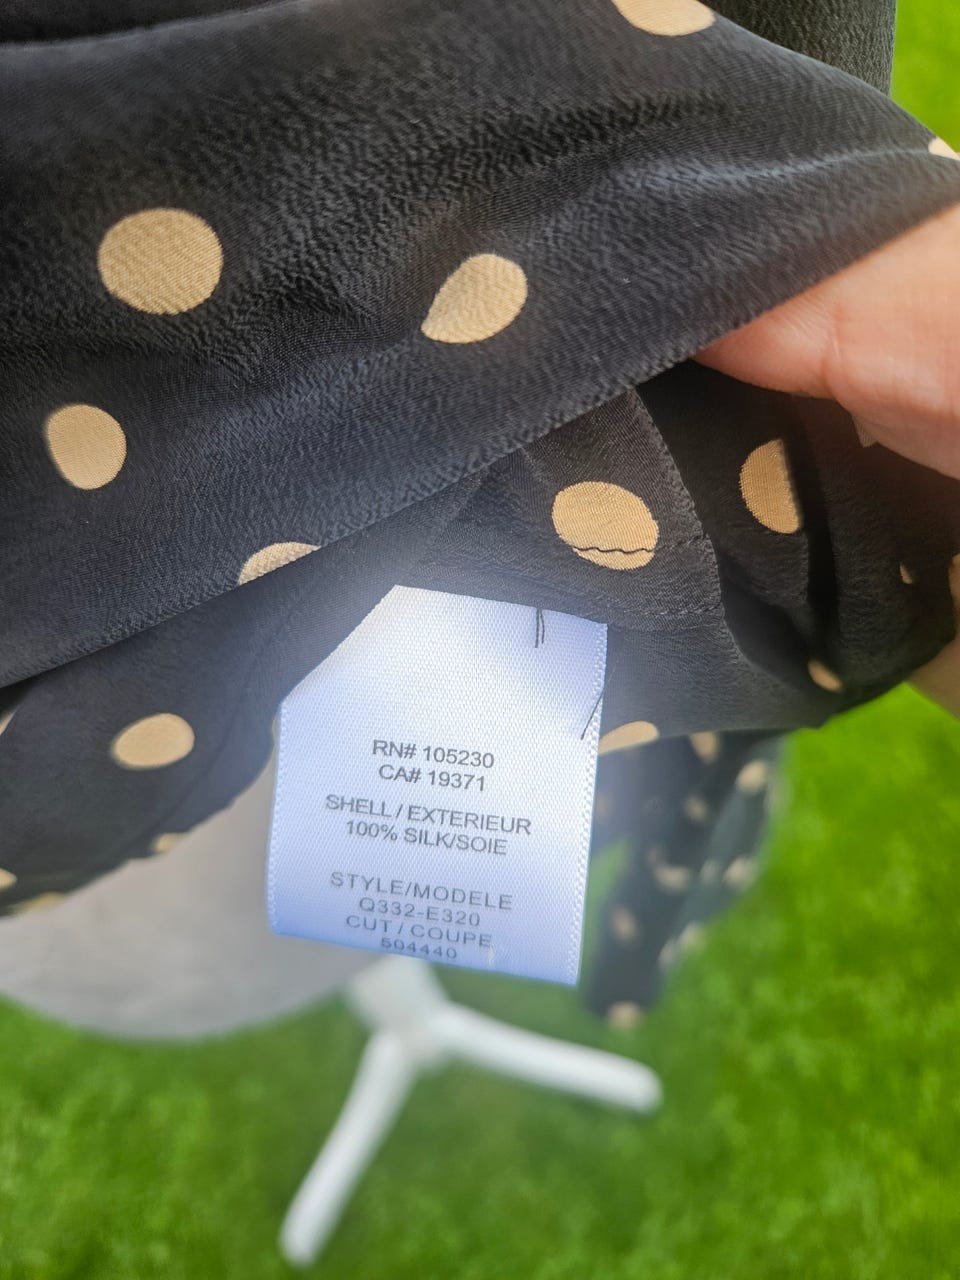 RN# 105230
CA# 19371
SHELL / EXTERIEUR
100% SILK/SOIE
STYLE/MODELE
Q332-E320
CUT / COUPE
504440